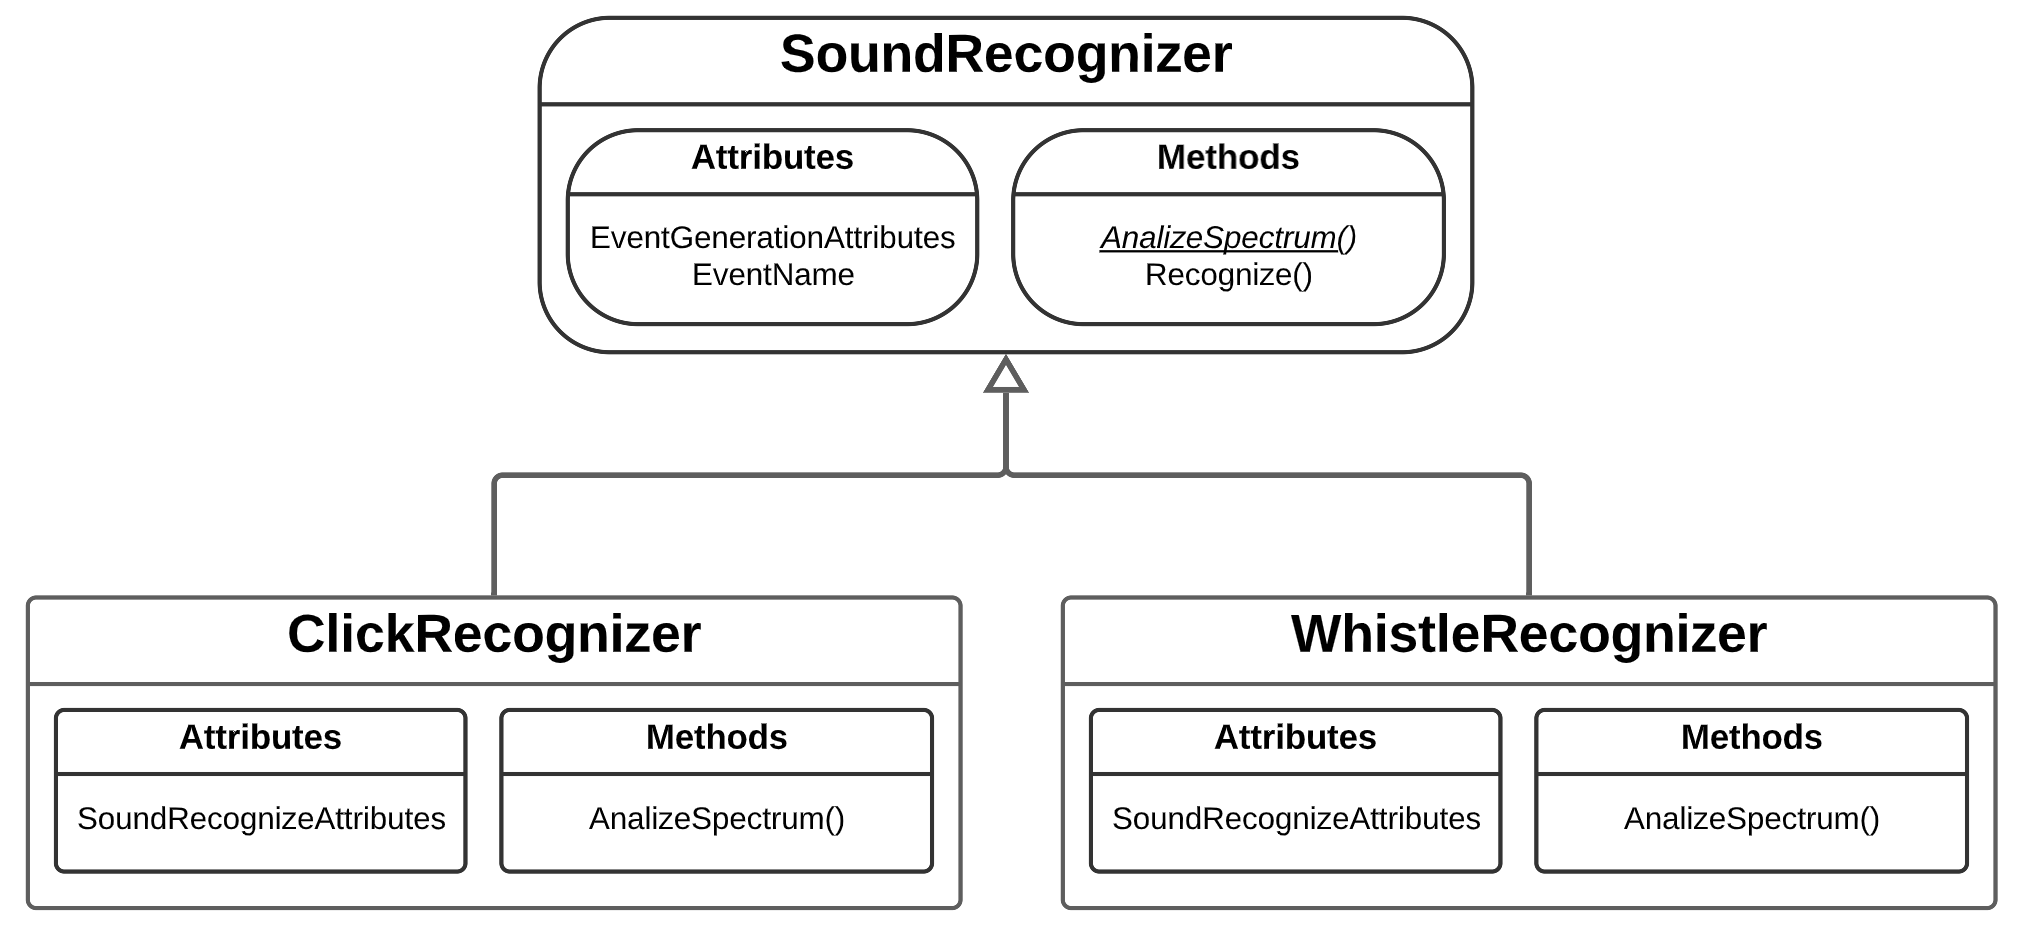 SoundRecognizer
Attributes
Methods
EventGenerationAttributes
EventName
AnalizeSpectrum()
Recognize()
ClickRecognizer
Attributes
Methods
SoundRecognizeAttributes
AnalizeSpectrum()
WhistleRecognizer
Attributes
Methods
SoundRecognizeAttributes
AnalizeSpectrum()